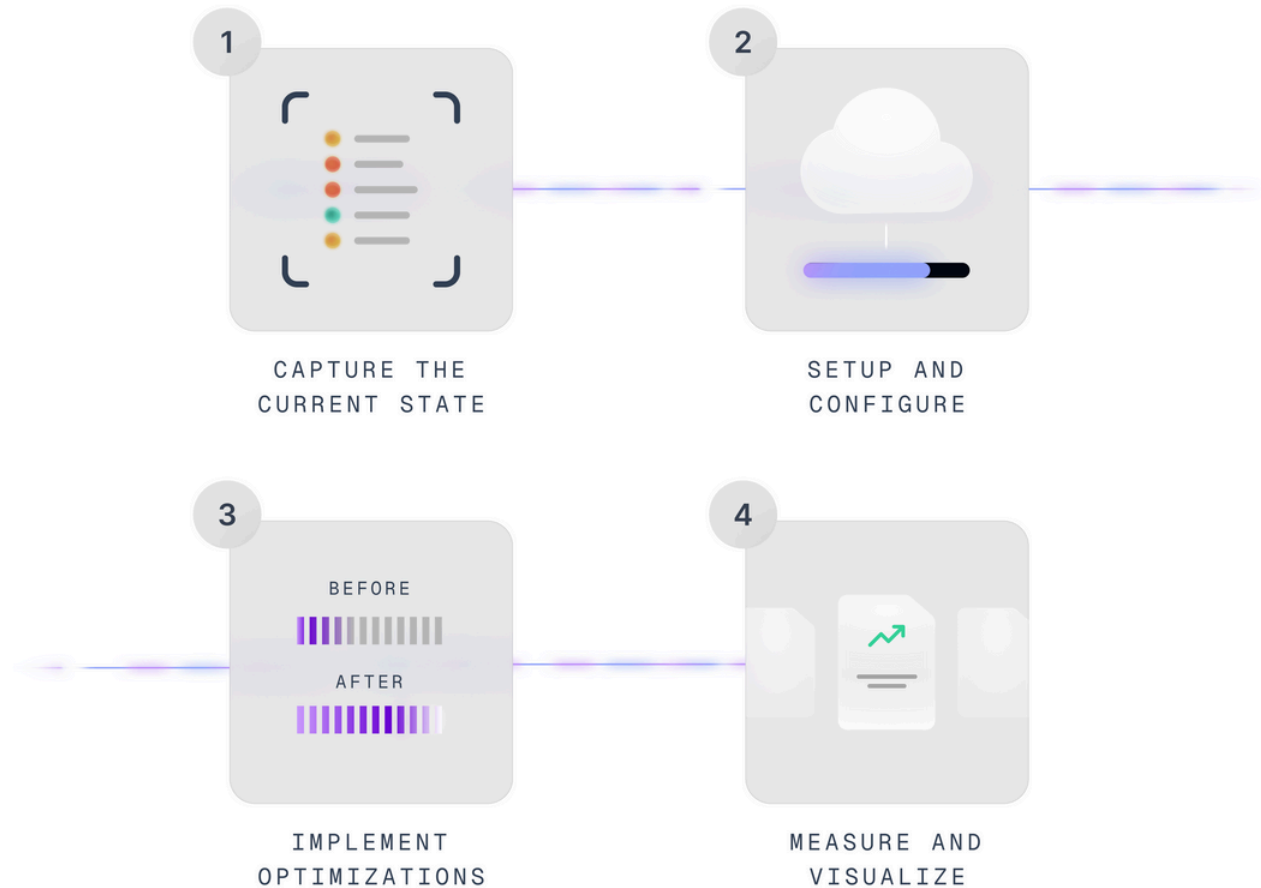 1
CAPTURE THE
CURRENT STATE
2
SETUP AND
CONFIGURE
3
BEFORE
AFTER
IMPLEMENT
OPTIMIZATIONS
4
MEASURE AND
VISUALIZE